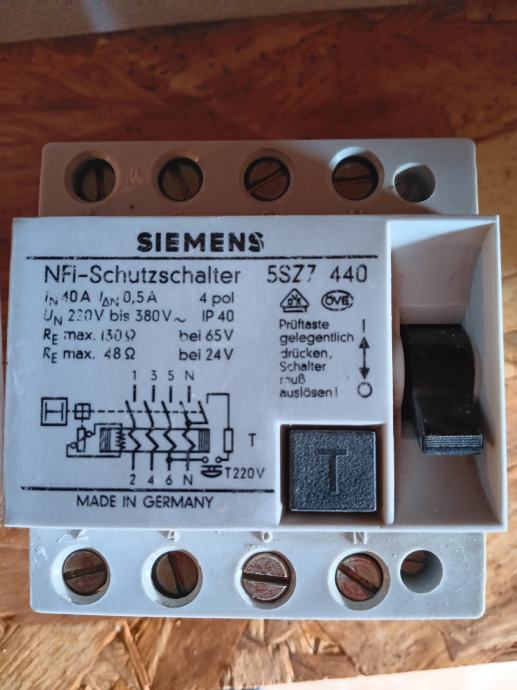 SIEMENS
NFi-Schutzschalter 5SZ7 440
IN 40A IΔN 0,5A 4 pol
UN 220V bis 380V~ IP 40
RE max. 130Ω bei 65V
RE max. 48Ω bei 24V
ÖVE
Prüftaste
gelegentlich
drücken,
Schalter
muß
auslösen!
I
O
1 3 5 N
H
T
2 4 6 N
T 220V
MADE IN GERMANY
T